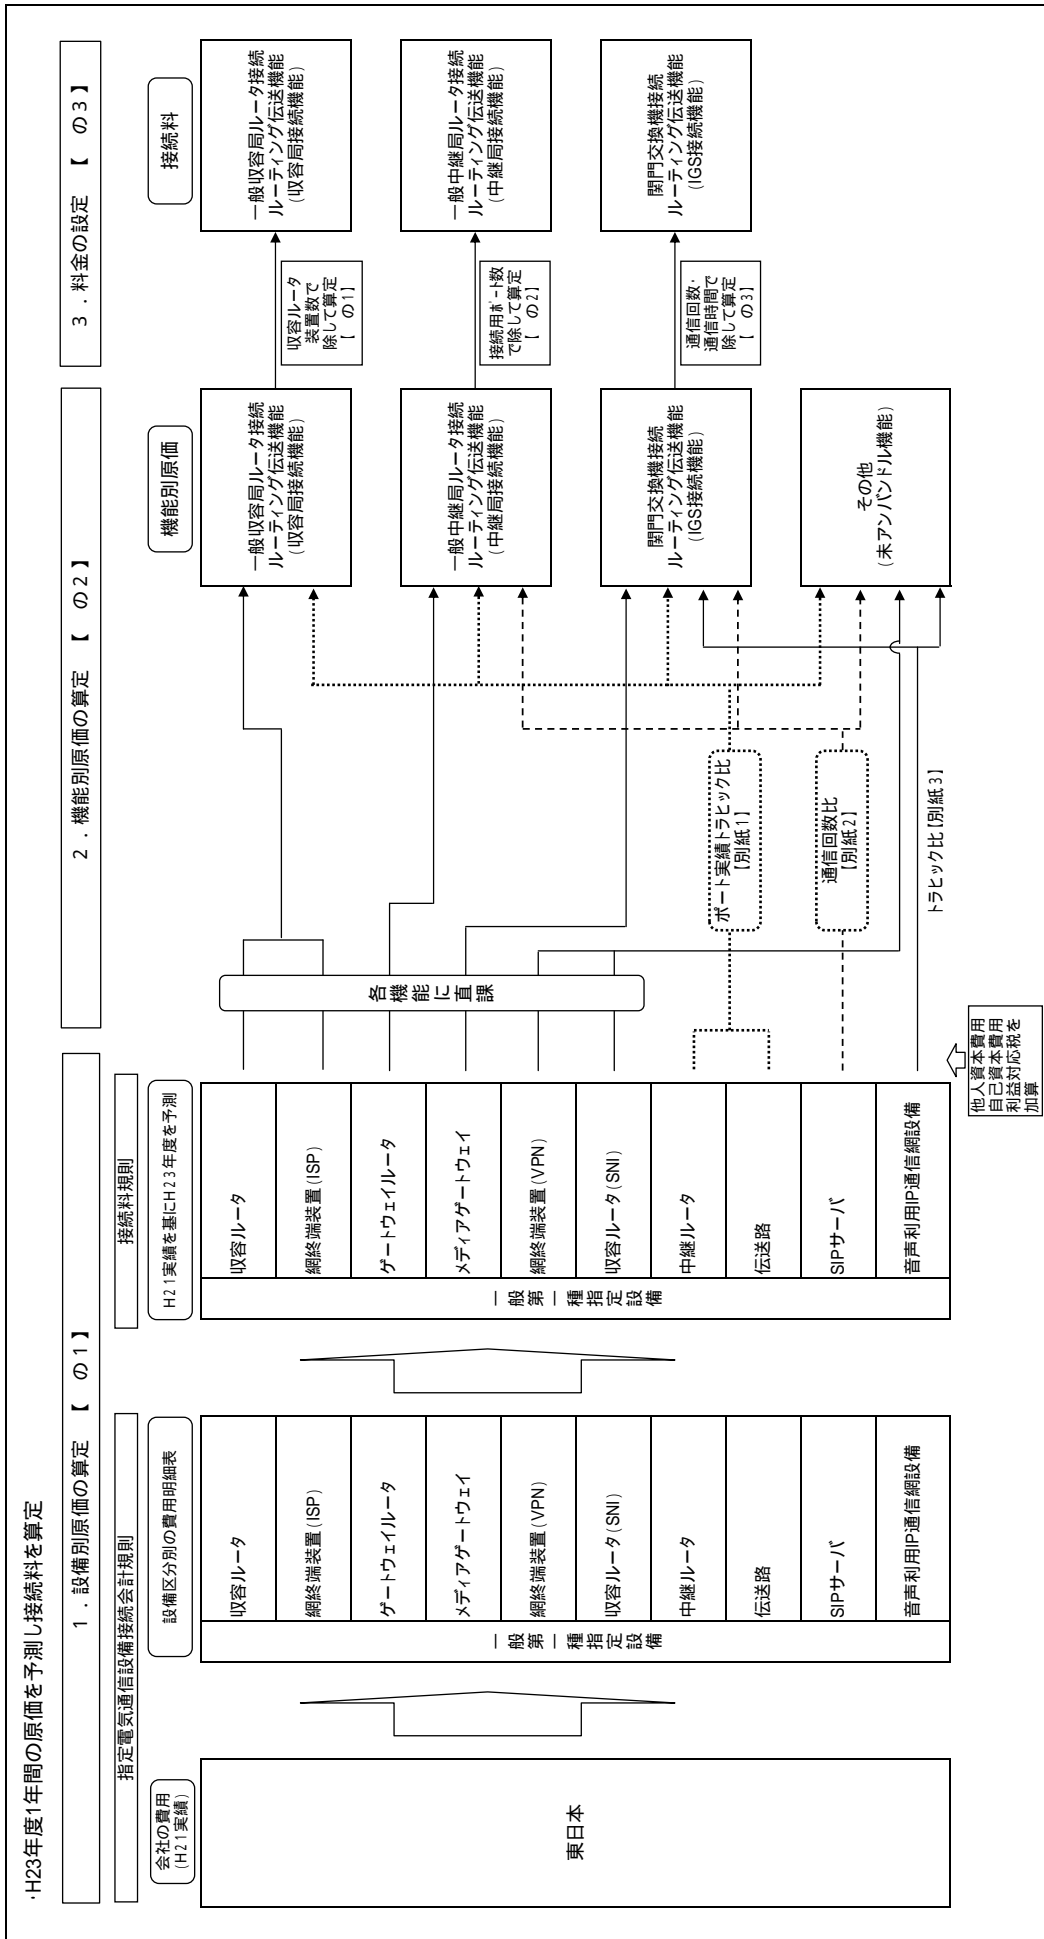 ・H23年度1年間の原価を予測し接続料を算定
1．設備別原価の算定 【 の1】
2．機能別原価の算定 【 の2】
3．料金の設定 【 の3】
指定電気通信設備接続会計規則
接続料規則
会社の費用
(H21実績)
設備区分別の費用明細表
H21実績を基にH23年度を予測
機能別原価
接続料
東日本
一般第一種指定設備
収容ルータ
網終端装置(ISP)
ゲートウェイルータ
メディアゲートウェイ
網終端装置(VPN)
収容ルータ(SNI)
中継ルータ
伝送路
SIPサーバ
音声利用IP通信網設備
一般第一種指定設備
収容ルータ
網終端装置(ISP)
ゲートウェイルータ
メディアゲートウェイ
網終端装置(VPN)
収容ルータ(SNI)
中継ルータ
伝送路
SIPサーバ
音声利用IP通信網設備
他人資本費用
自己資本費用
利益対応税を
加算
各機能に直課
ポート実績トラヒック比
【別紙1】
通信回数比
【別紙2】
トラヒック比【別紙3】
一般収容局ルータ接続
ルーティング伝送機能
(収容局接続機能)
一般中継局ルータ接続
ルーティング伝送機能
(中継局接続機能)
関門交換機接続
ルーティング伝送機能
(IGS接続機能)
その他
(未アンバンドル機能)
収容ルータ
装置数で
除して算定
【 の1】
接続用ポート数
で除して算定
【 の2】
通信回数・
通信時間で
除して算定
【 の3】
一般収容局ルータ接続
ルーティング伝送機能
(収容局接続機能)
一般中継局ルータ接続
ルーティング伝送機能
(中継局接続機能)
関門交換機接続
ルーティング伝送機能
(IGS接続機能)